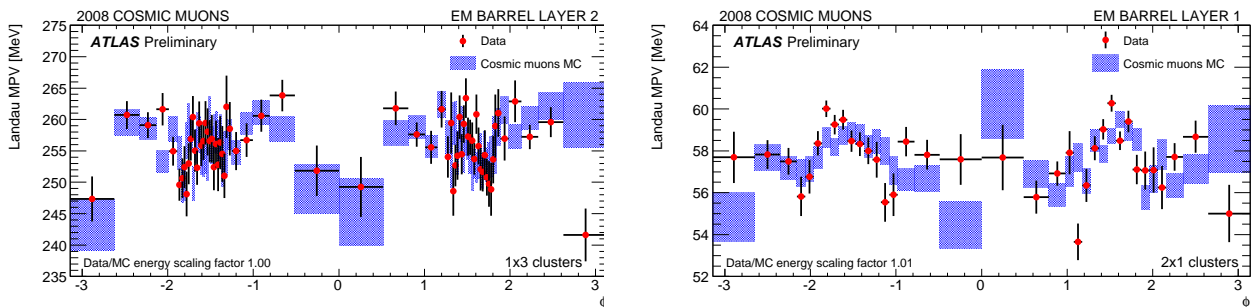 2008 COSMIC MUONS EM BARREL LAYER 2
Landau MPV [MeV]
275
270
265
260
255
250
245
240
235
ATLAS Preliminary
Data
Cosmic muons MC
Data/MC energy scaling factor 1.00
1x3 clusters
-3 -2 -1 0 1 2 3
ϕ
2008 COSMIC MUONS EM BARREL LAYER 1
Landau MPV [MeV]
64
62
60
58
56
54
52
ATLAS Preliminary
Data
Cosmic muons MC
Data/MC energy scaling factor 1.01
2x1 clusters
-3 -2 -1 0 1 2 3
ϕ